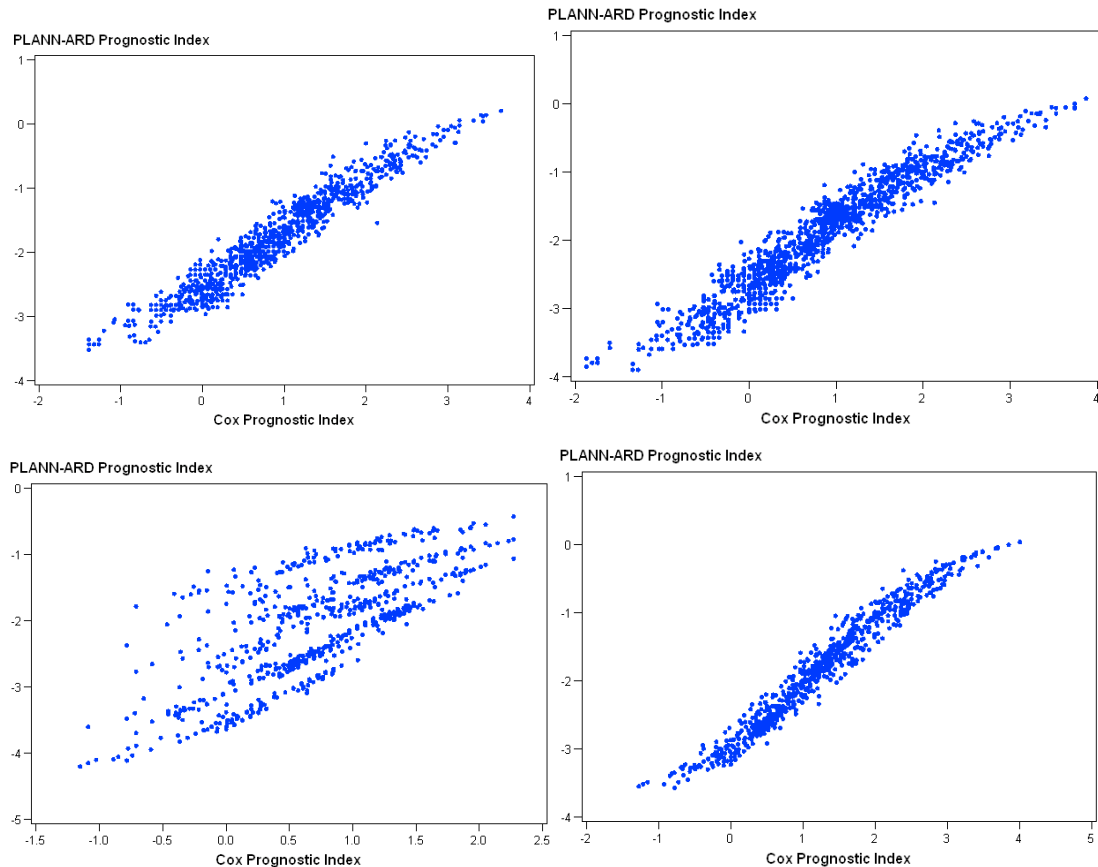 PLANN-ARD Prognostic Index
1
0
-1
-2
-3
-4
-2 -1 0 1 2 3 4
Cox Prognostic Index
PLANN-ARD Prognostic Index
1
0
-1
-2
-3
-4
-2 -1 0 1 2 3 4
Cox Prognostic Index
PLANN-ARD Prognostic Index
0
-1
-2
-3
-4
-5
-1.5 -1.0 -0.5 0.0 0.5 1.0 1.5 2.0 2.5
Cox Prognostic Index
PLANN-ARD Prognostic Index
1
0
-1
-2
-3
-4
-2 -1 0 1 2 3 4 5
Cox Prognostic Index